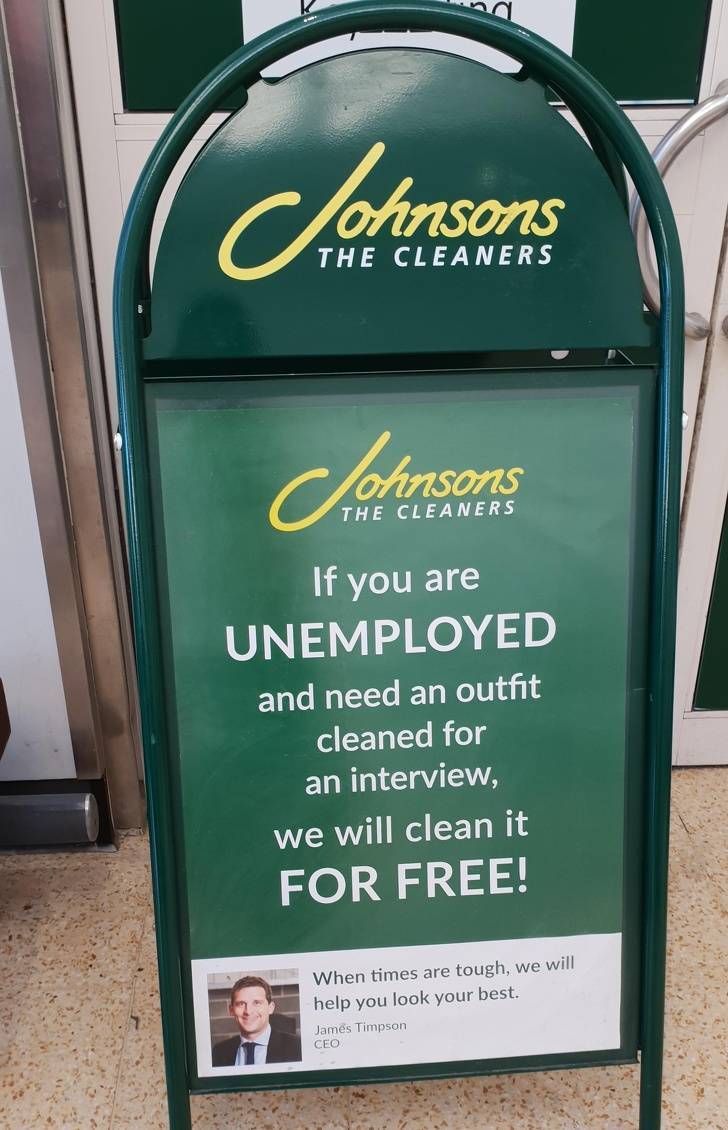 Johnsons
THE CLEANERS
Johnsons
THE CLEANERS
If you are
UNEMPLOYED
and need an outfit
cleaned for
an interview,
we will clean it
FOR FREE!
When times are tough, we will
help you look your best.
James Timpson
CEO